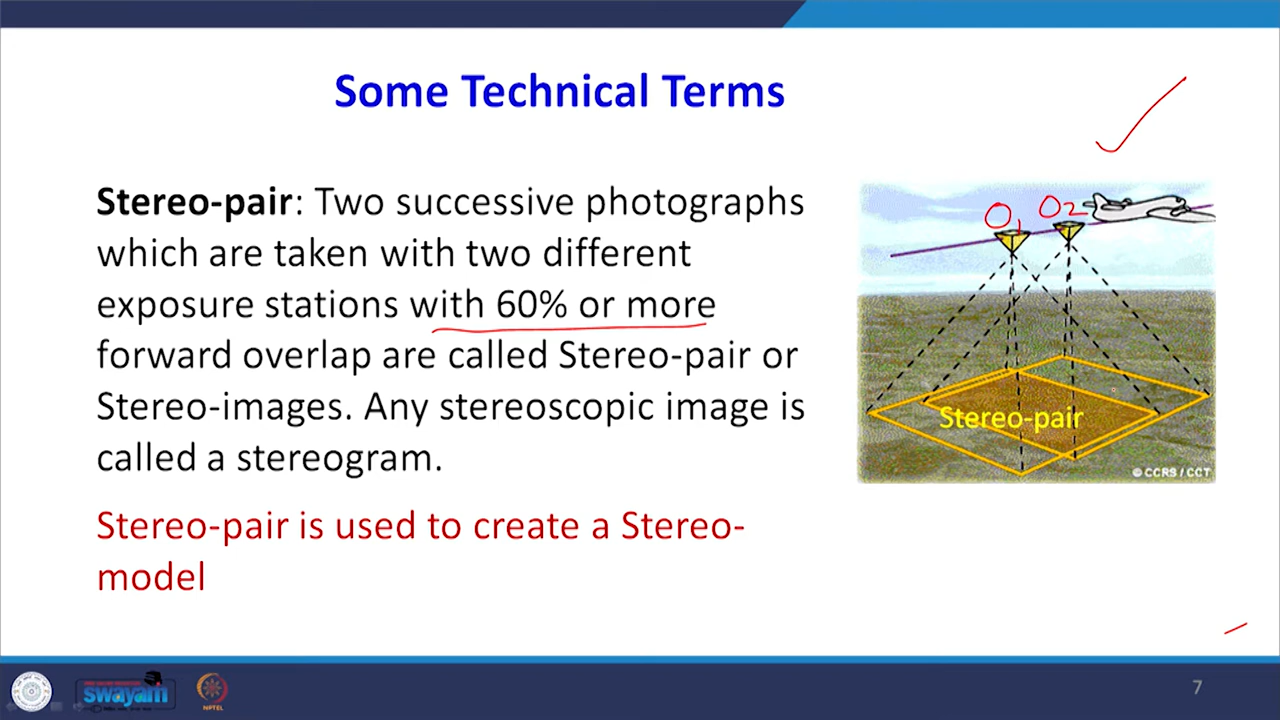 Some Technical Terms
Stereo-pair: Two successive photographs
which are taken with two different
exposure stations with 60% or more
forward overlap are called Stereo-pair or
Stereo-images. Any stereoscopic image is
called a stereogram.
Stereo-pair is used to create a Stereo-
model
O1 O2
Stereo-pair
© CCRS / CCT
swayam
NPTEL
7